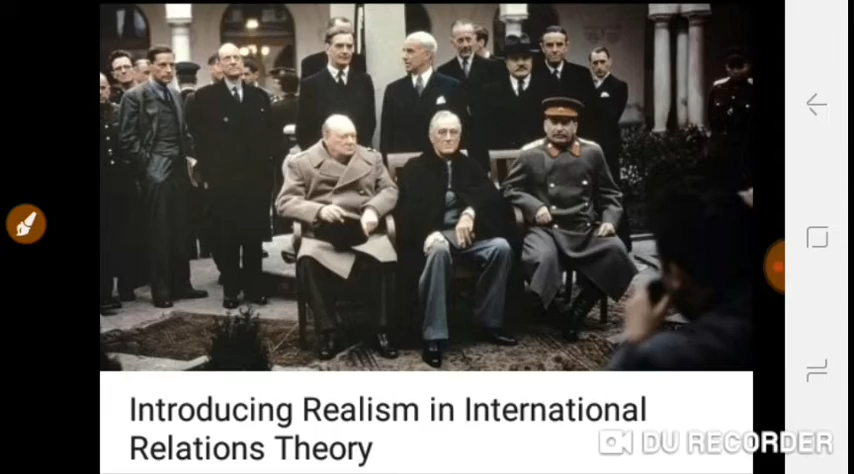 Introducing Realism in International
Relations Theory
DU RECORDER